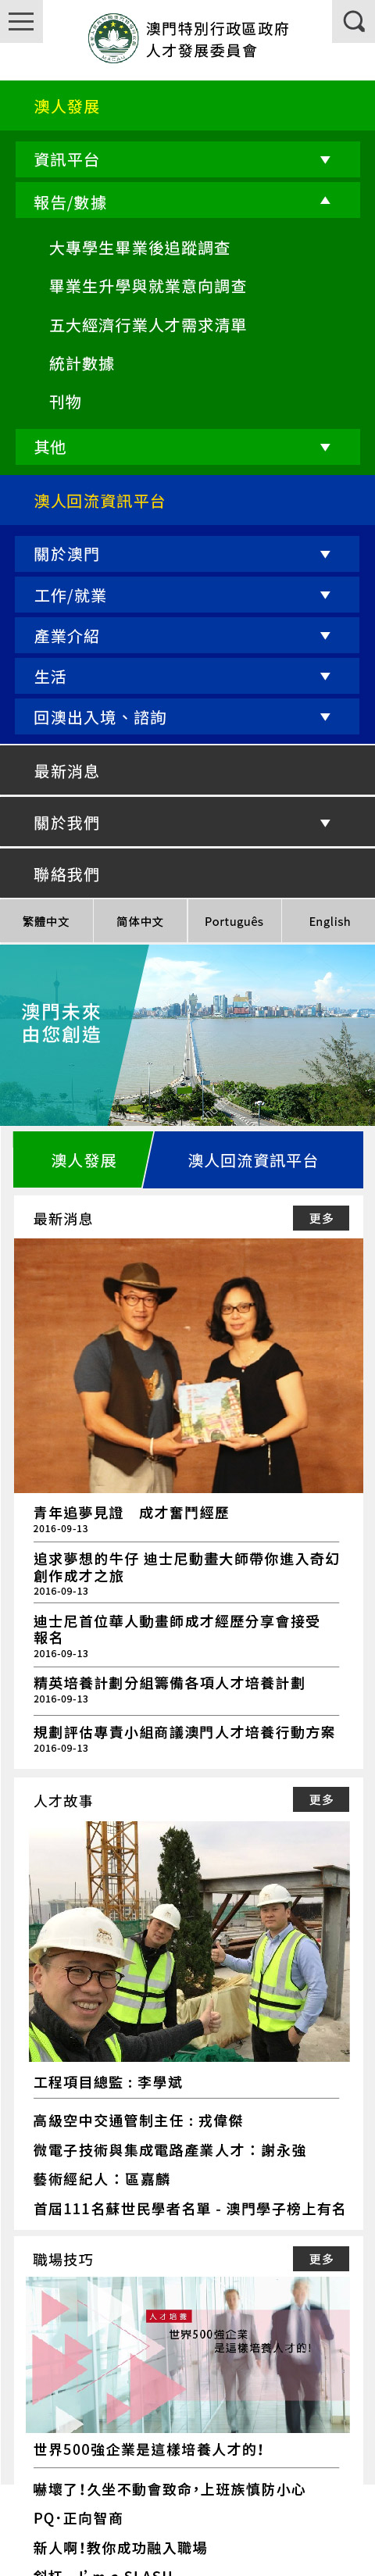 澳門特別行政區政府
人才發展委員會
澳人發展
資訊平台
報告/數據
大專學生畢業後追蹤調查
畢業生升學與就業意向調查
五大經濟行業人才需求清單
統計數據
刊物
其他
澳人回流資訊平台
關於澳門
工作/就業
產業介紹
生活
回澳出入境、諮詢
最新消息
關於我們
聯絡我們
繁體中文 简体中文 Português English
澳門未來
由您創造
澳人發展 澳人回流資訊平台
最新消息 更多
青年追夢見證　成才奮鬥經歷
2016-09-13
追求夢想的牛仔 迪士尼動畫大師帶你進入奇幻
創作成才之旅
2016-09-13
迪士尼首位華人動畫師成才經歷分享會接受
報名
2016-09-13
精英培養計劃分組籌備各項人才培養計劃
2016-09-13
規劃評估專責小組商議澳門人才培養行動方案
2016-09-13
人才故事 更多
工程項目總監：李學斌
高級空中交通管制主任：戎偉傑
微電子技術與集成電路產業人才：謝永強
藝術經紀人：區嘉麟
首屆111名蘇世民學者名單 - 澳門學子榜上有名
職場技巧 更多
人才培養
世界500強企業
是這樣培養人才的!
世界500強企業是這樣培養人才的!
嚇壞了!久坐不動會致命,上班族慎防小心
PQ·正向智商
新人啊!教你成功融入職場